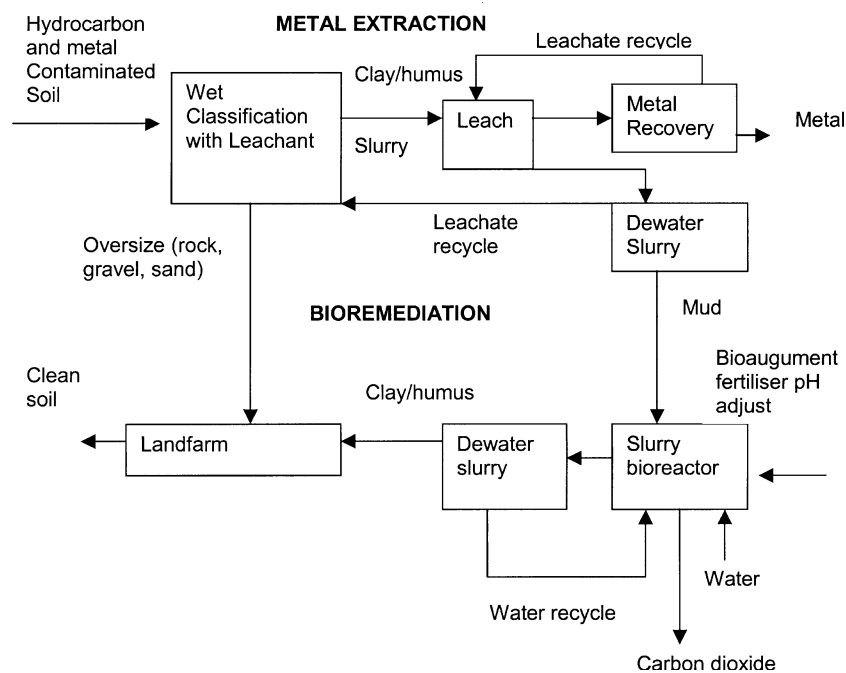 METAL EXTRACTION
Hydrocarbon
and metal
Contaminated
Soil
Leachate recycle
Clay/humus
Slurry
Wet
Classification
with Leachant
Leach
Metal
Recovery
Metal
Leachate
recycle
Dewater
Slurry
Oversize (rock,
gravel, sand)
BIOREMEDIATION
Mud
Bioaugument
fertiliser pH
adjust
Clean
soil
Clay/humus
Landfarm
Dewater
slurry
Slurry
bioreactor
Water
Water recycle
Carbon dioxide